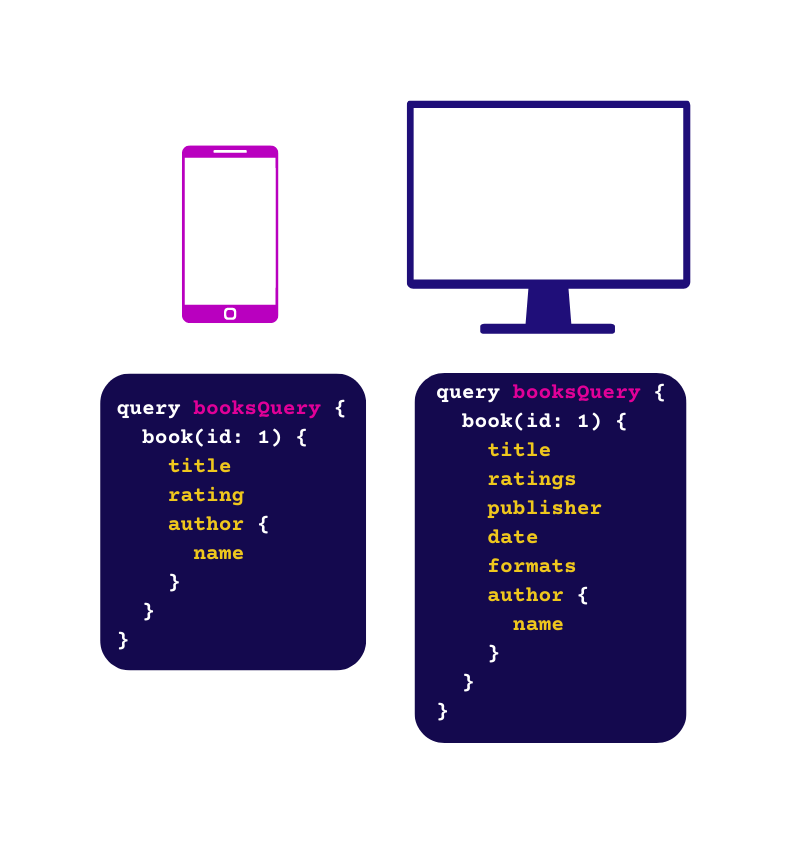 query booksQuery {
  book(id: 1) {
    title
    rating
    author {
      name
    }
  }
}
query booksQuery {
  book(id: 1) {
    title
    ratings
    publisher
    date
    formats
    author {
      name
    }
  }
}